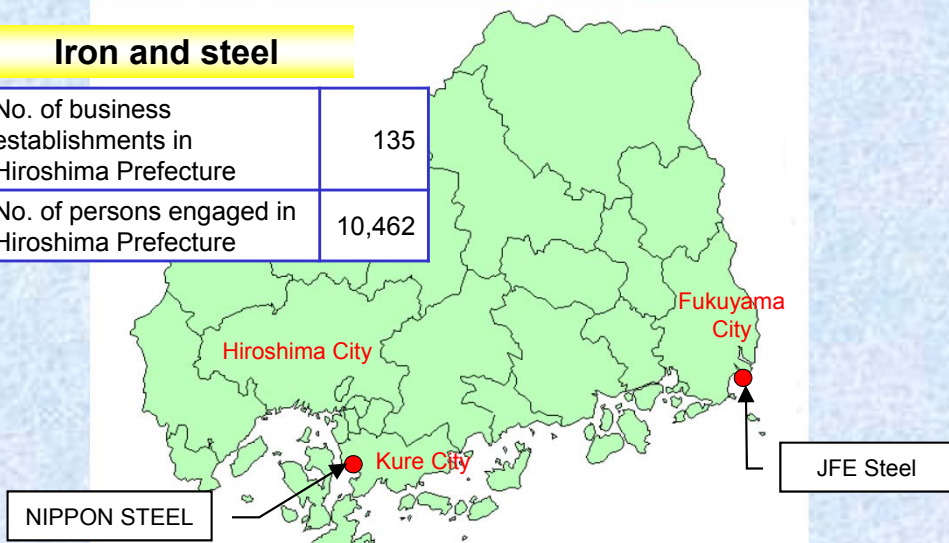 Iron and steel
No. of business
establishments in
Hiroshima Prefecture
135
No. of persons engaged in
Hiroshima Prefecture
10,462
Fukuyama
City
Hiroshima City
Kure City
JFE Steel
NIPPON STEEL